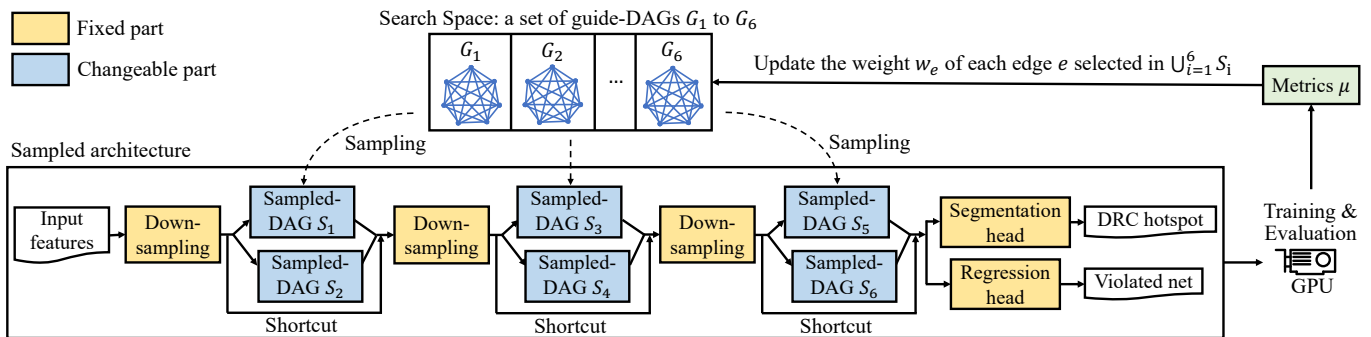 Search Space: a set of guide-DAGs G₁ to G₆
Fixed part
Changeable part
G₁
G₂
...
G₆
Update the weight wₑ of each edge e selected in ⋃⁶ᵢ₌₁ Sᵢ
Metrics μ
Sampling
Sampling
Sampled architecture
Input
features
Down-
sampling
Sampled-
DAG S₁
Sampled-
DAG S₂
Shortcut
Down-
sampling
Sampled-
DAG S₃
Sampled-
DAG S₄
Shortcut
Down-
sampling
Sampled-
DAG S₅
Sampled-
DAG S₆
Shortcut
Segmentation
head
DRC hotspot
Regression
head
Violated net
Training &
Evaluation
GPU